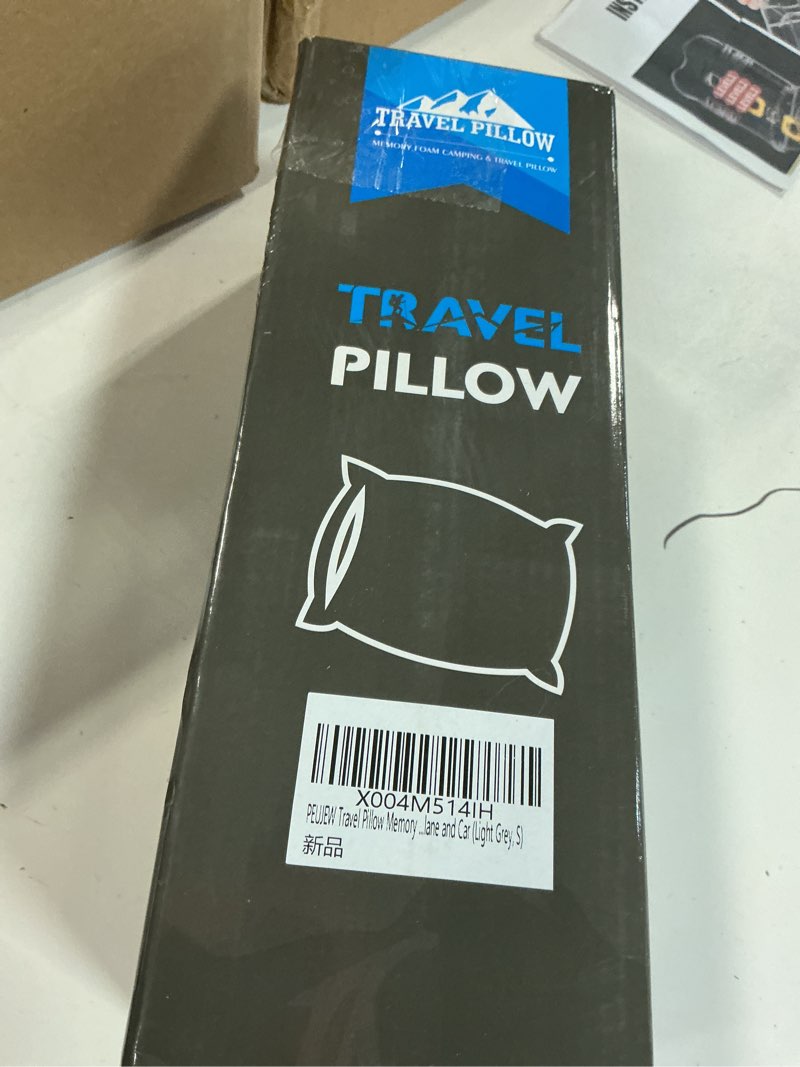 TRAVEL PILLOW
MEMORY FOAM CAMPING & TRAVEL PILLOW
TRAVEL
PILLOW
X004M514IH
PEUJEW Travel Pillow Memory ...lane and Car (Light Grey, S)
新品
INS